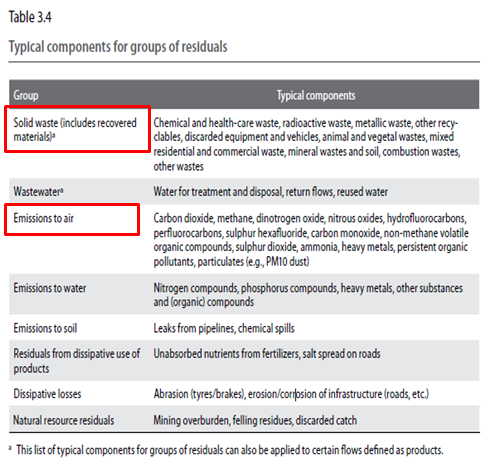 Table 3.4
Typical components for groups of residuals
Group Typical components
Solid waste (includes recovered materials)ᵃ
Chemical and health-care waste, radioactive waste, metallic waste, other recy-
clables, discarded equipment and vehicles, animal and vegetal wastes, mixed
residential and commercial waste, mineral wastes and soil, combustion wastes,
other wastes
Wastewaterᵃ Water for treatment and disposal, return flows, reused water
Emissions to air
Carbon dioxide, methane, dinotrogen oxide, nitrous oxides, hydrofluorocarbons,
perfluorocarbons, sulphur hexafluoride, carbon monoxide, non-methane volatile
organic compounds, sulphur dioxide, ammonia, heavy metals, persistent organic
pollutants, particulates (e.g., PM10 dust)
Emissions to water
Nitrogen compounds, phosphorus compounds, heavy metals, other substances
and (organic) compounds
Emissions to soil Leaks from pipelines, chemical spills
Residuals from dissipative use of
products
Unabsorbed nutrients from fertilizers, salt spread on roads
Dissipative losses Abrasion (tyres/brakes), erosion/corrosion of infrastructure (roads, etc.)
Natural resource residuals Mining overburden, felling residues, discarded catch
ᵃ This list of typical components for groups of residuals can also be applied to certain flows defined as products.